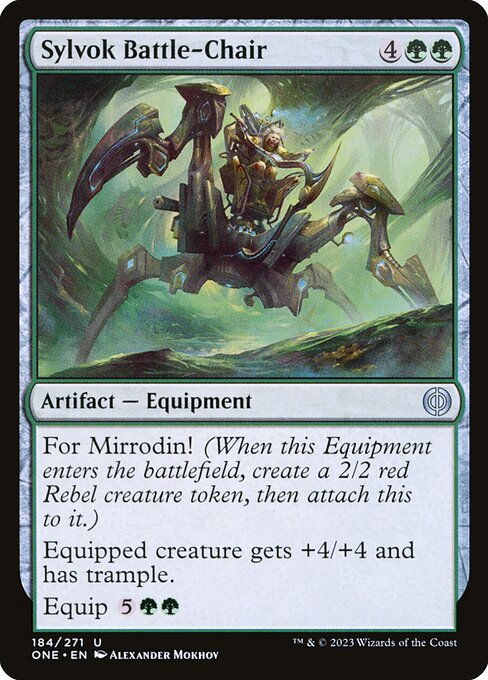 Sylvok Battle-Chair 4
Artifact — Equipment
For Mirrodin! (When this Equipment
enters the battlefield, create a 2/2 red
Rebel creature token, then attach this
to it.)
Equipped creature gets +4/+4 and
has trample.
Equip 5
184/271 U
ONE • EN Alexander Mokhov
™ & © 2023 Wizards of the Coast